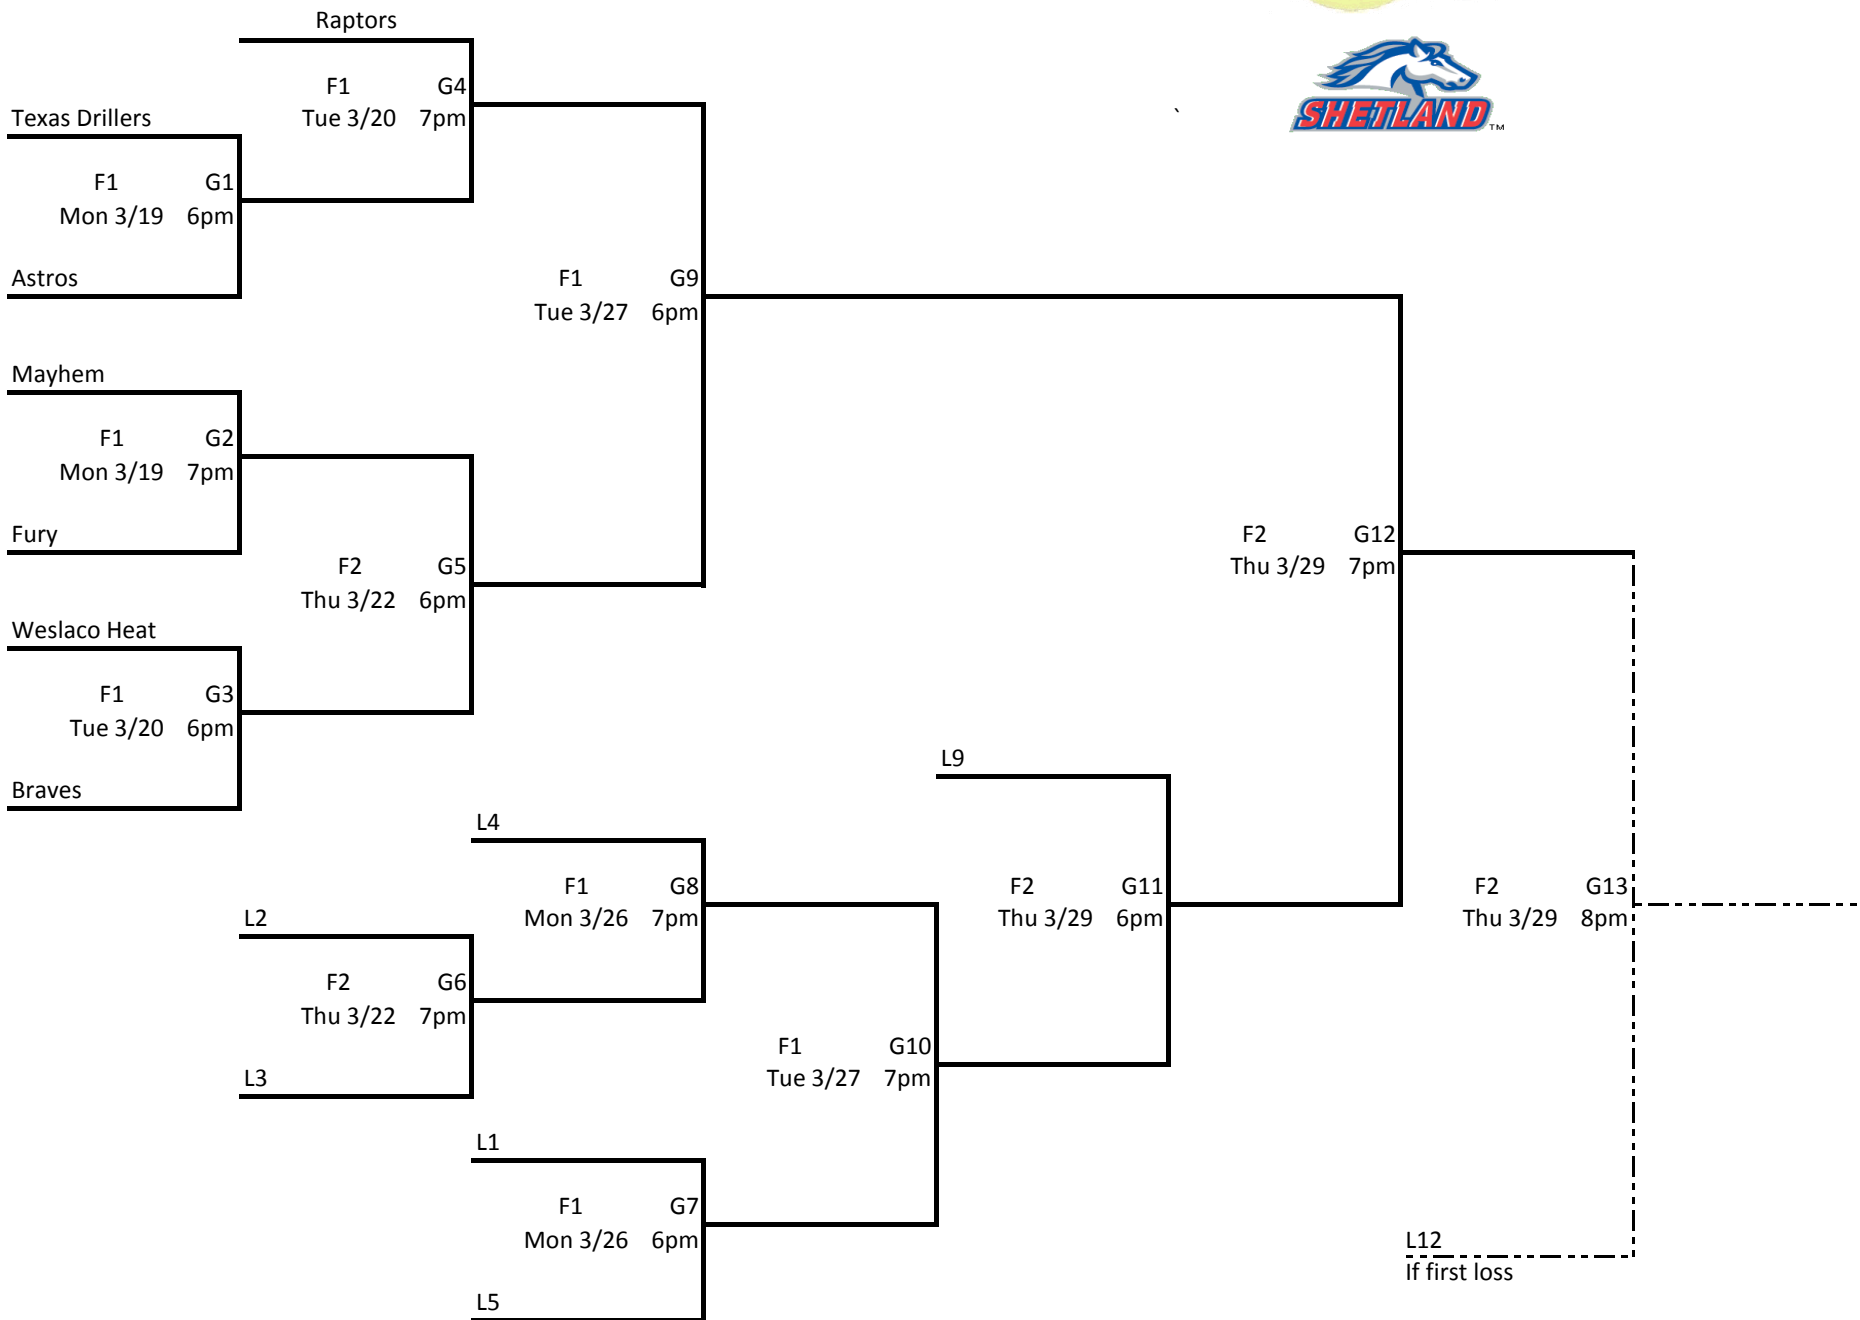 Raptors
F1 G4
Tue 3/20 7pm
Texas Drillers
F1 G1
Mon 3/19 6pm
Astros
F1 G9
Tue 3/27 6pm
Mayhem
F1 G2
Mon 3/19 7pm
Fury
F2 G5
Thu 3/22 6pm
Weslaco Heat
F1 G3
Tue 3/20 6pm
Braves
`
SHETLAND™
F2 G12
Thu 3/29 7pm
L9
L4
F1 G8
Mon 3/26 7pm
F2 G11
Thu 3/29 6pm
F2 G13
Thu 3/29 8pm
L2
F2 G6
Thu 3/22 7pm
L3
F1 G10
Tue 3/27 7pm
L1
F1 G7
Mon 3/26 6pm
L5
L12
If first loss